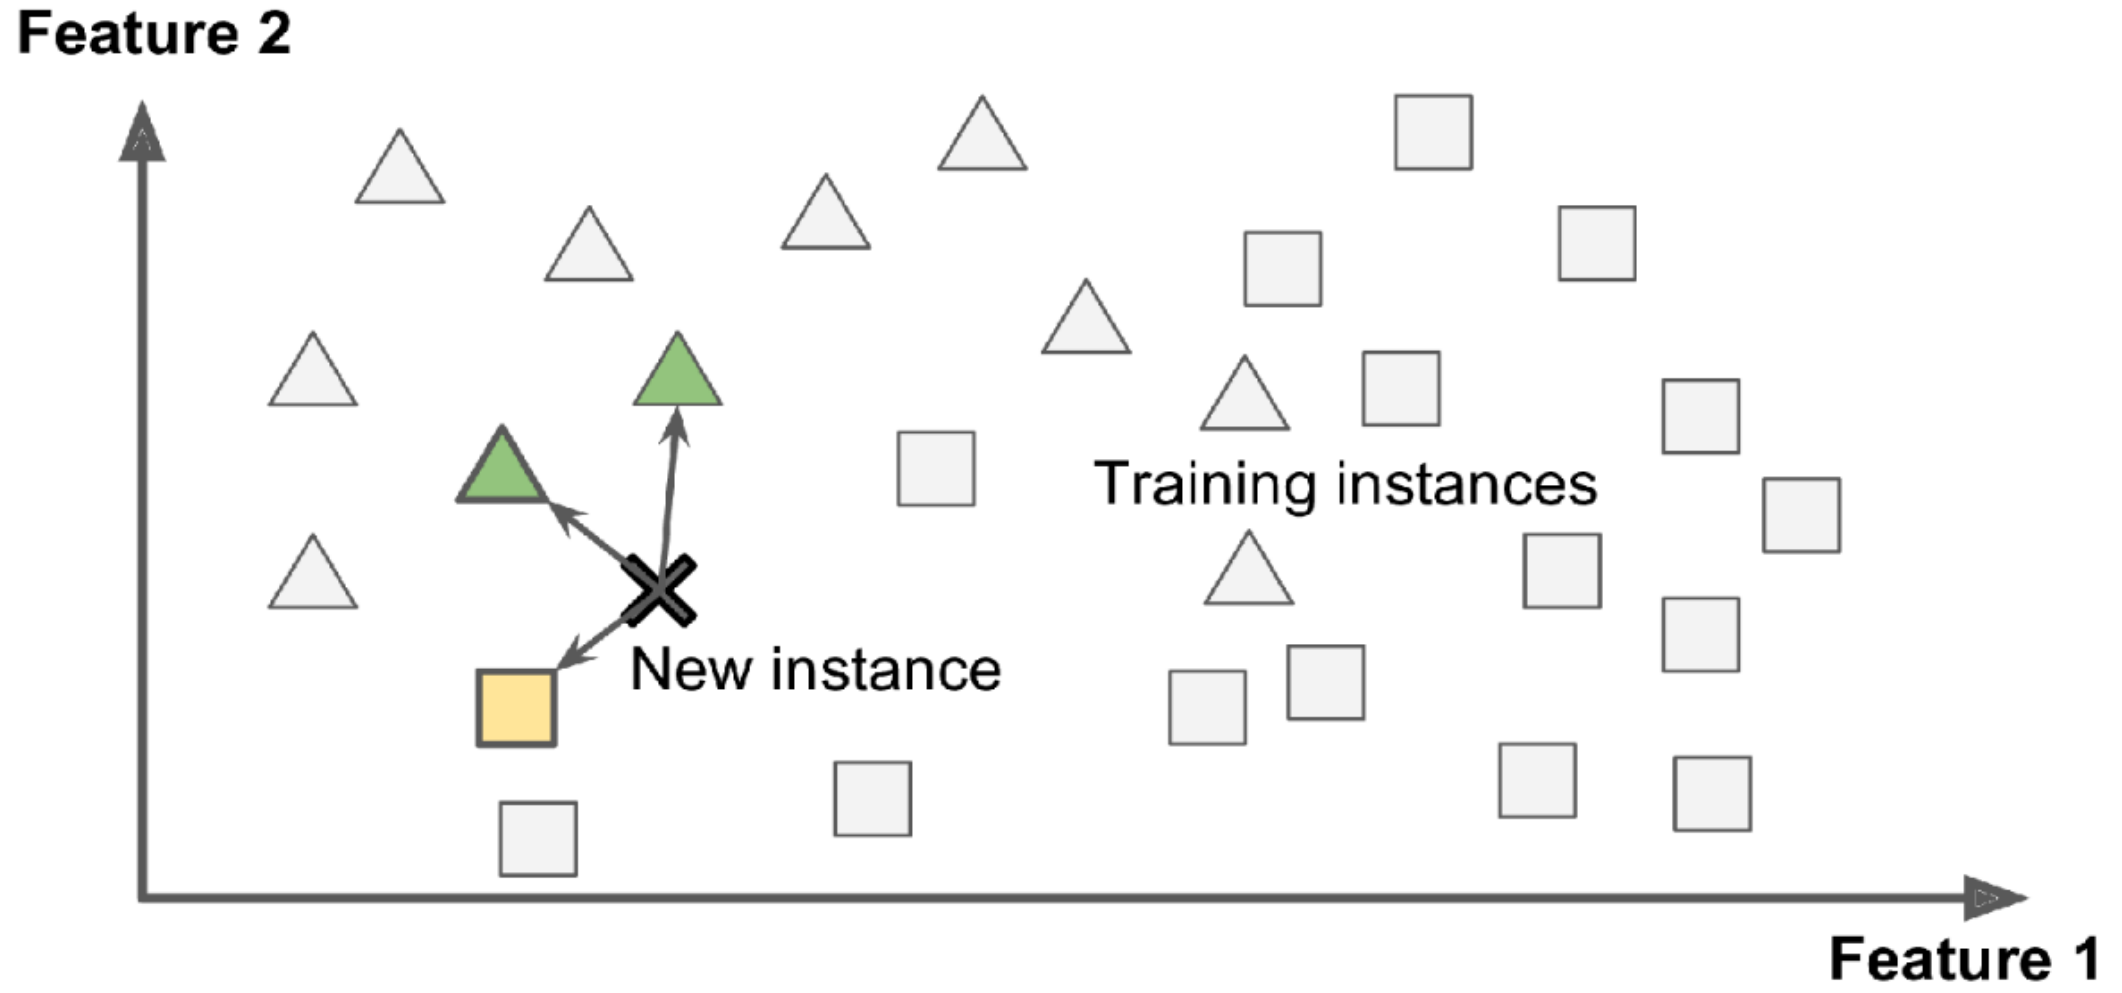 Feature 2
Training instances
New instance
Feature 1